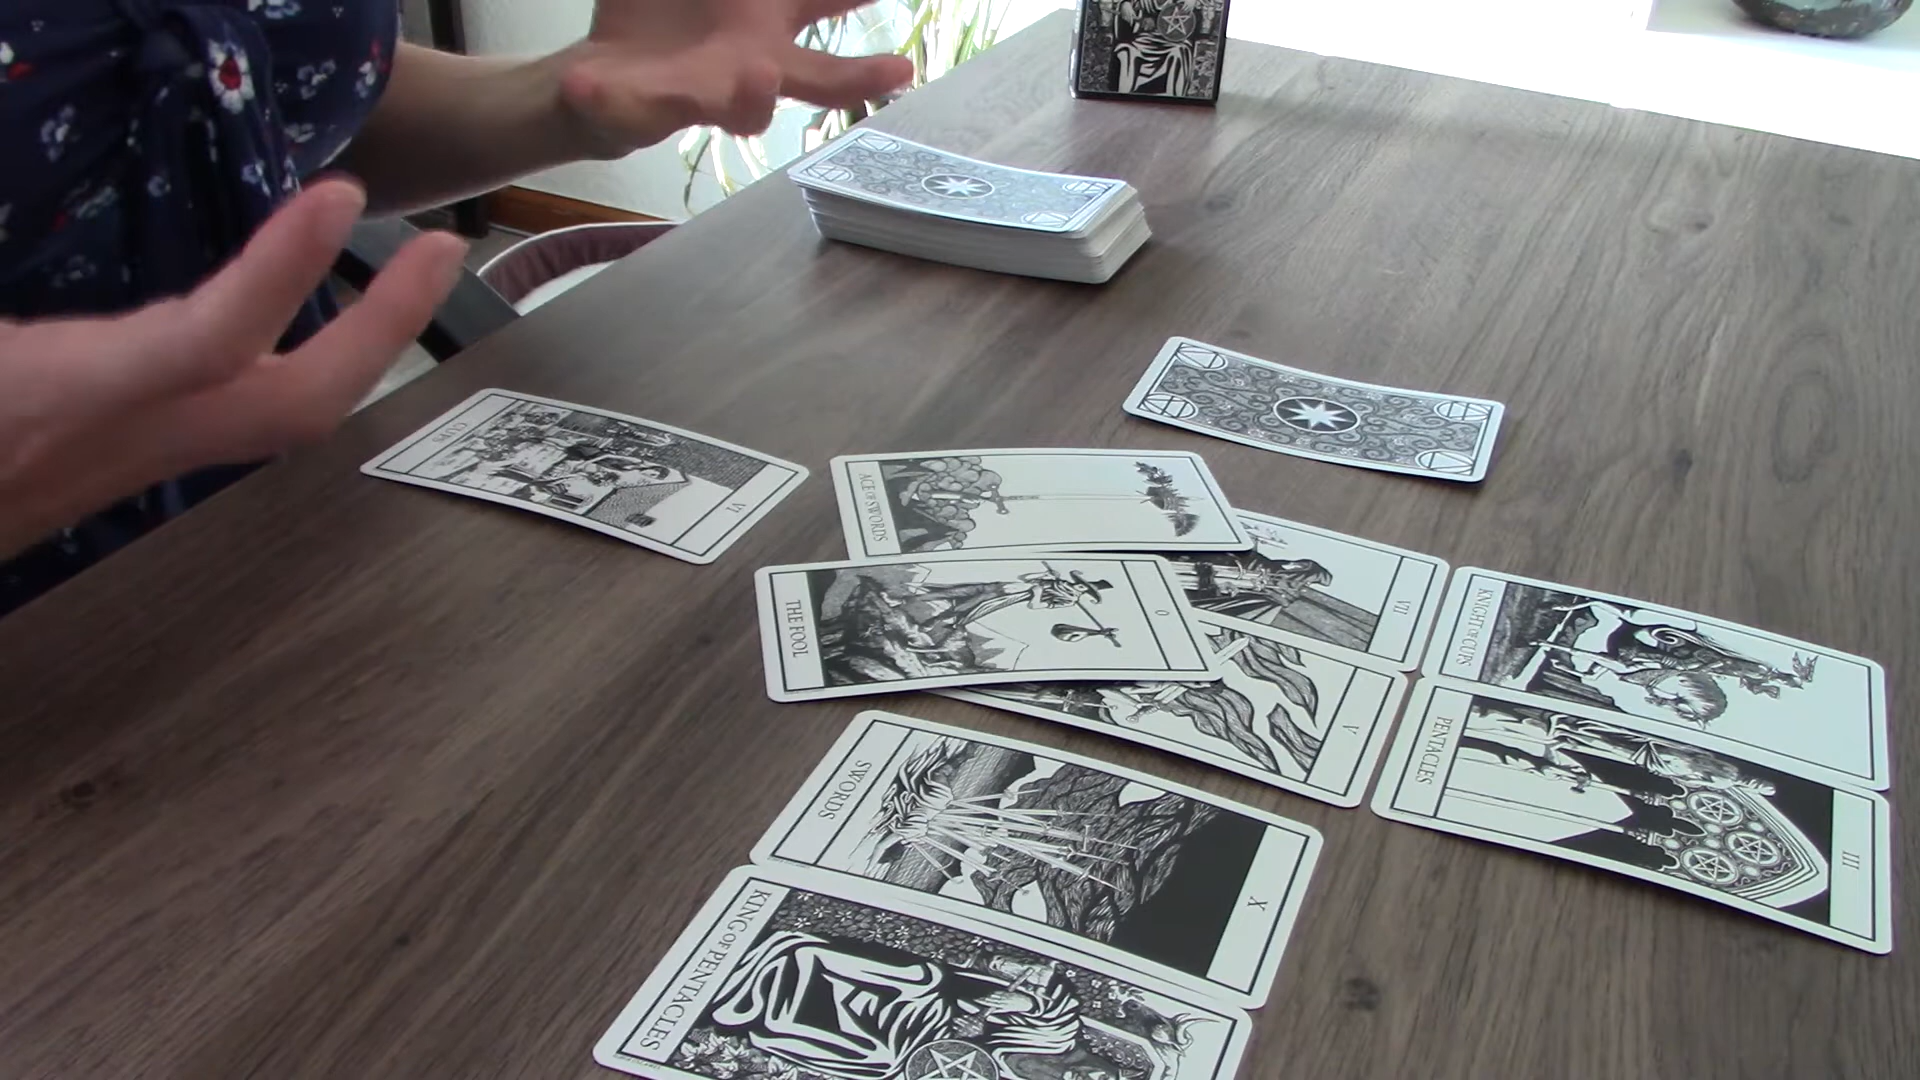 CUPS
VI
ACE OF SWORDS
VII
THE FOOL
0
V
KNIGHT OF CUPS
PENTACLES
III
SWORDS
X
KING OF PENTACLES